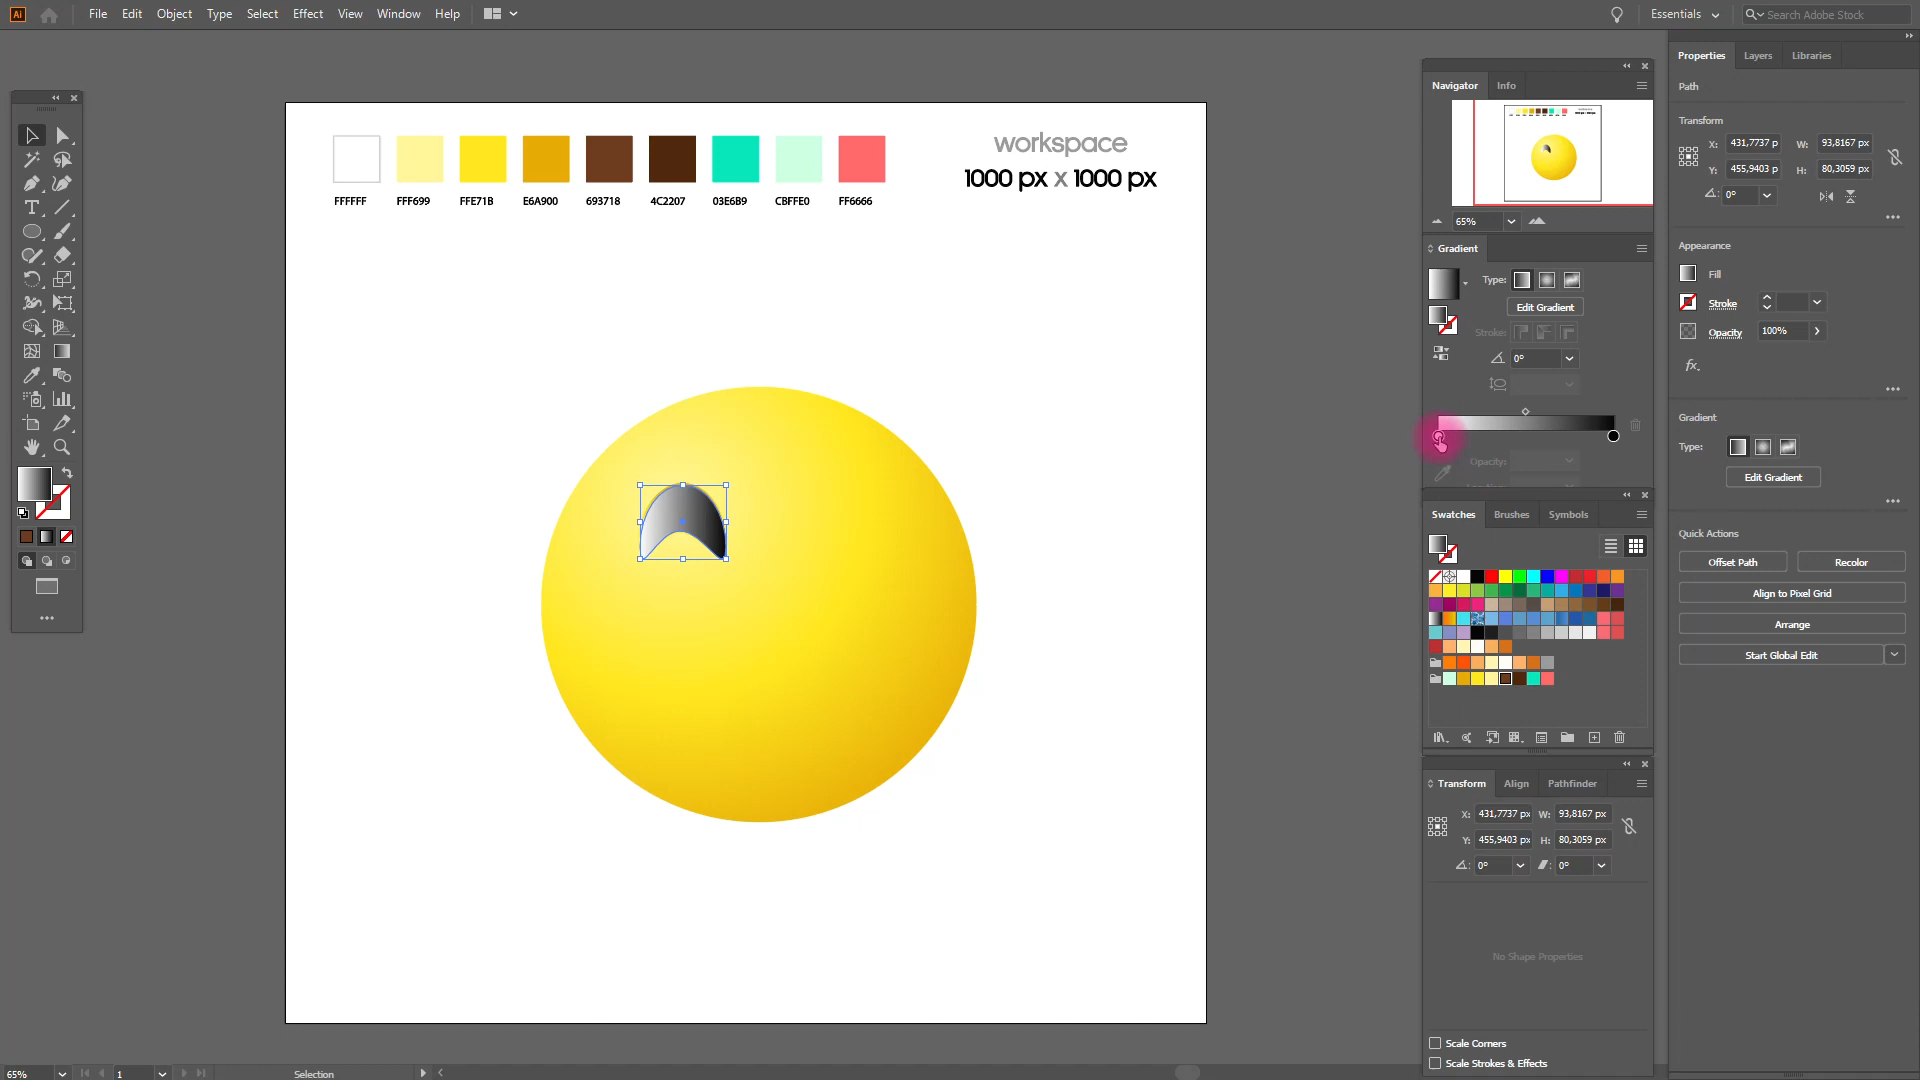 Ai
File
Edit
Object
Type
Select
Effect
View
Window
Help
Essentials
Search Adobe Stock
FFFFFF
FFF699
FFE71B
E6A900
693718
4C2207
03E6B9
CBFFE0
FF6666
workspace
1000 px x 1000 px
Navigator
Info
65%
Gradient
Type:
Edit Gradient
Stroke:
0°
Opacity:
Swatches
Brushes
Symbols
Transform
Align
Pathfinder
X:
431,7737 px
W:
93,8167 px
Y:
455,9403 px
H:
80,3059 px
0°
0°
No Shape Properties
Scale Corners
Scale Strokes & Effects
Properties
Layers
Libraries
Path
Transform
X:
431,7737 p
W:
93,8167 px
Y:
455,9403 p
H:
80,3059 px
0°
Appearance
Fill
Stroke
Opacity
100%
fx.
Gradient
Type:
Edit Gradient
Quick Actions
Offset Path
Recolor
Align to Pixel Grid
Arrange
Start Global Edit
65%
1
Selection